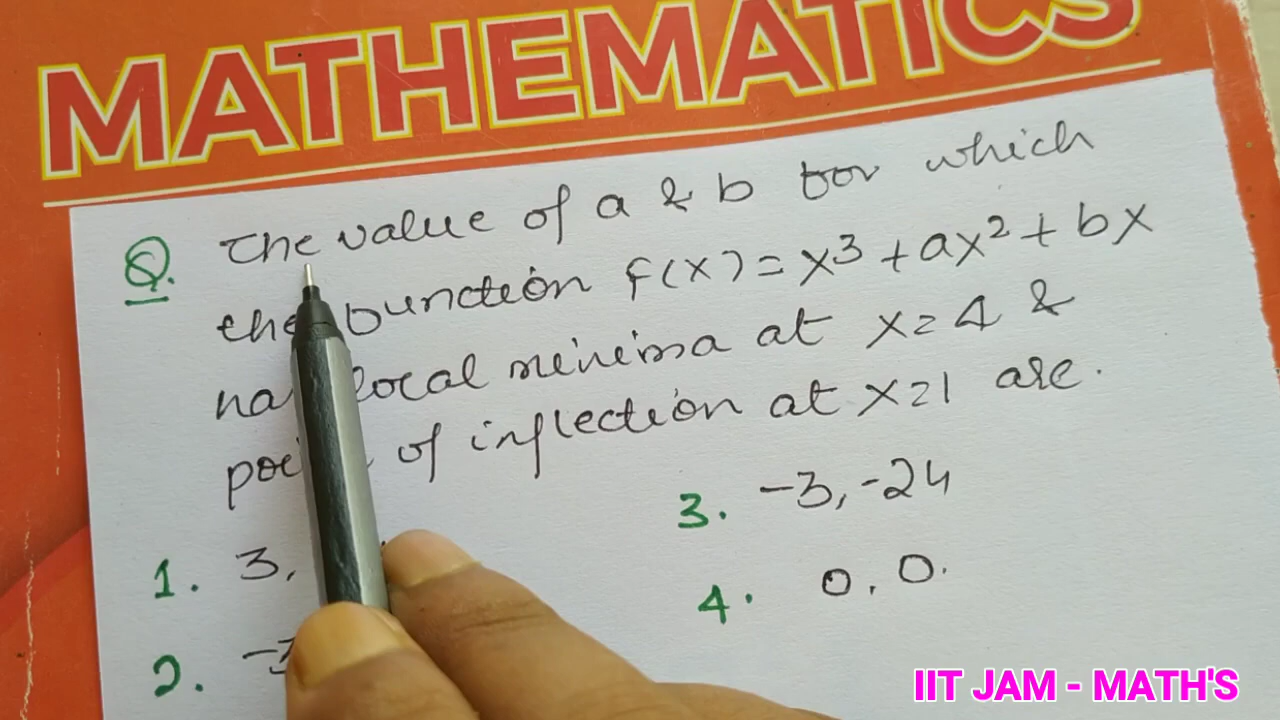 MATHEMATICS
Q. The value of a & b for which
the function f(x) = x³ + ax² + bx
local minima at x = 4 &
of inflection at x = 1 are.
1. 3,
2.
3. -3, -24
4. 0, 0.
IIT JAM - MATH'S